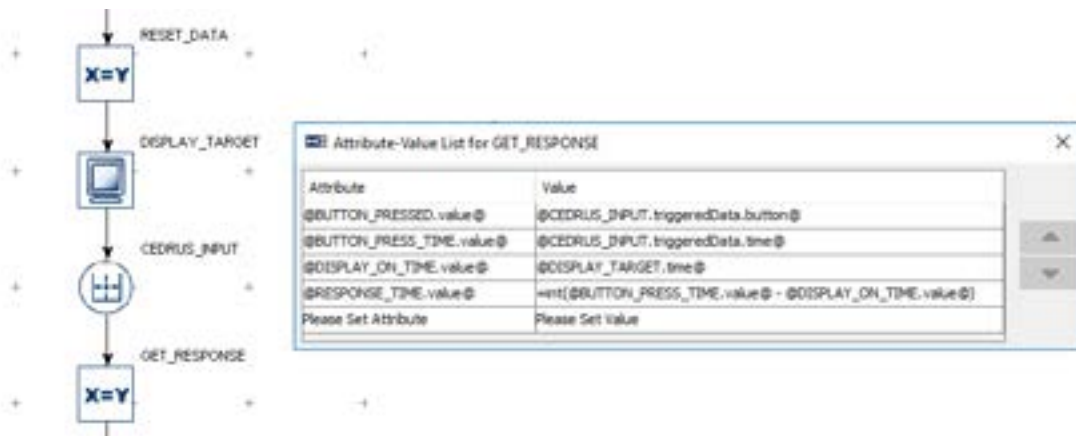 RESET_DATA
X=Y
DISPLAY_TARGET
CEDRUS_INPUT
GET_RESPONSE
X=Y
Attribute-Value List for GET_RESPONSE
Attribute Value
@BUTTON_PRESSED.value@ @CEDRUS_INPUT.triggeredData.button@
@BUTTON_PRESS_TIME.value@ @CEDRUS_INPUT.triggeredData.time@
@DISPLAY_ON_TIME.value@ @DISPLAY_TARGET.time@
@RESPONSE_TIME.value@ =int(@BUTTON_PRESS_TIME.value@ - @DISPLAY_ON_TIME.value@)
Please Set Attribute Please Set Value